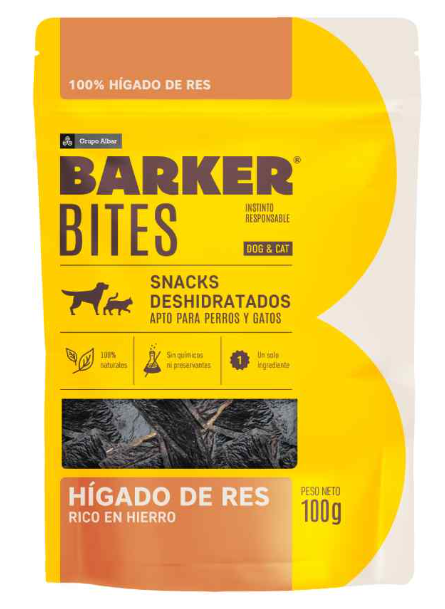 100% HÍGADO DE RES
Grupo Alber
BARKER®
BITES
INSTINTO
RESPONSABLE
DOG & CAT
SNACKS
DESHIDRATADOS
APTO PARA PERROS Y GATOS
100%
naturales
Sin químicos
ni preservantes
1
Un solo
ingrediente
HÍGADO DE RES
RICO EN HIERRO
PESO NETO
100g